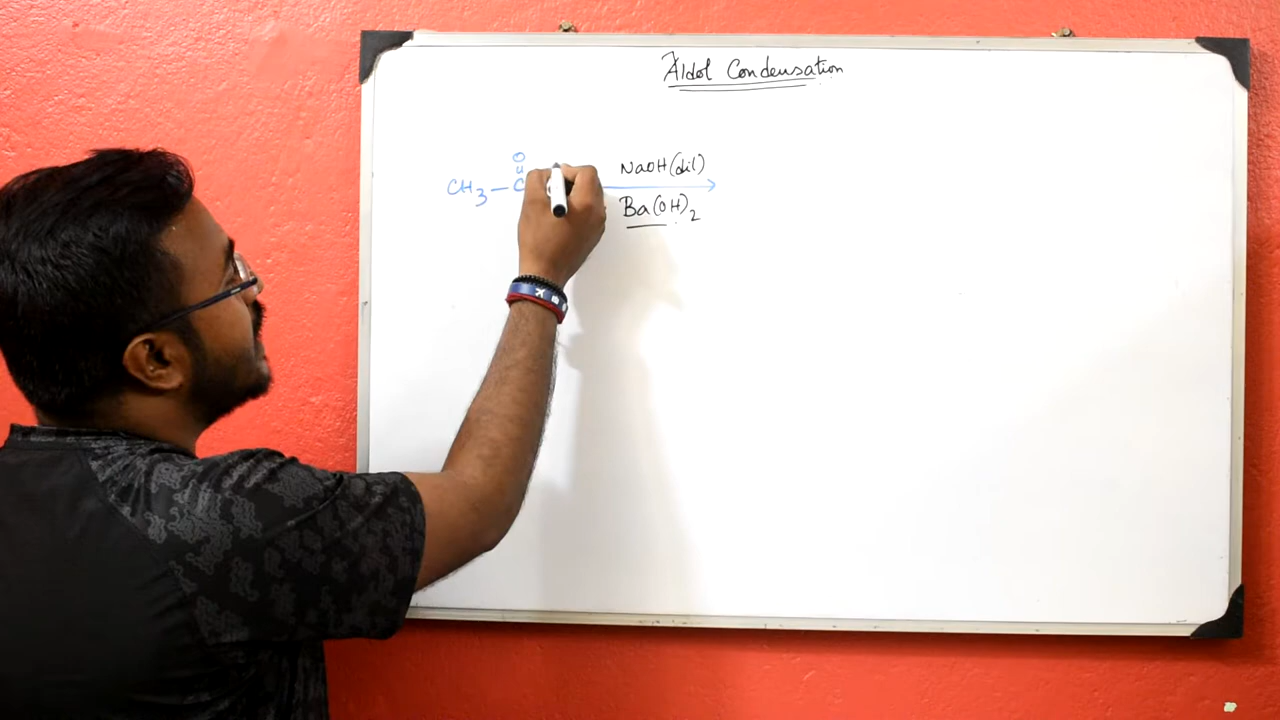 Aldol Condensation
O
CH3 — C
NaOH(dil)
Ba(OH)2